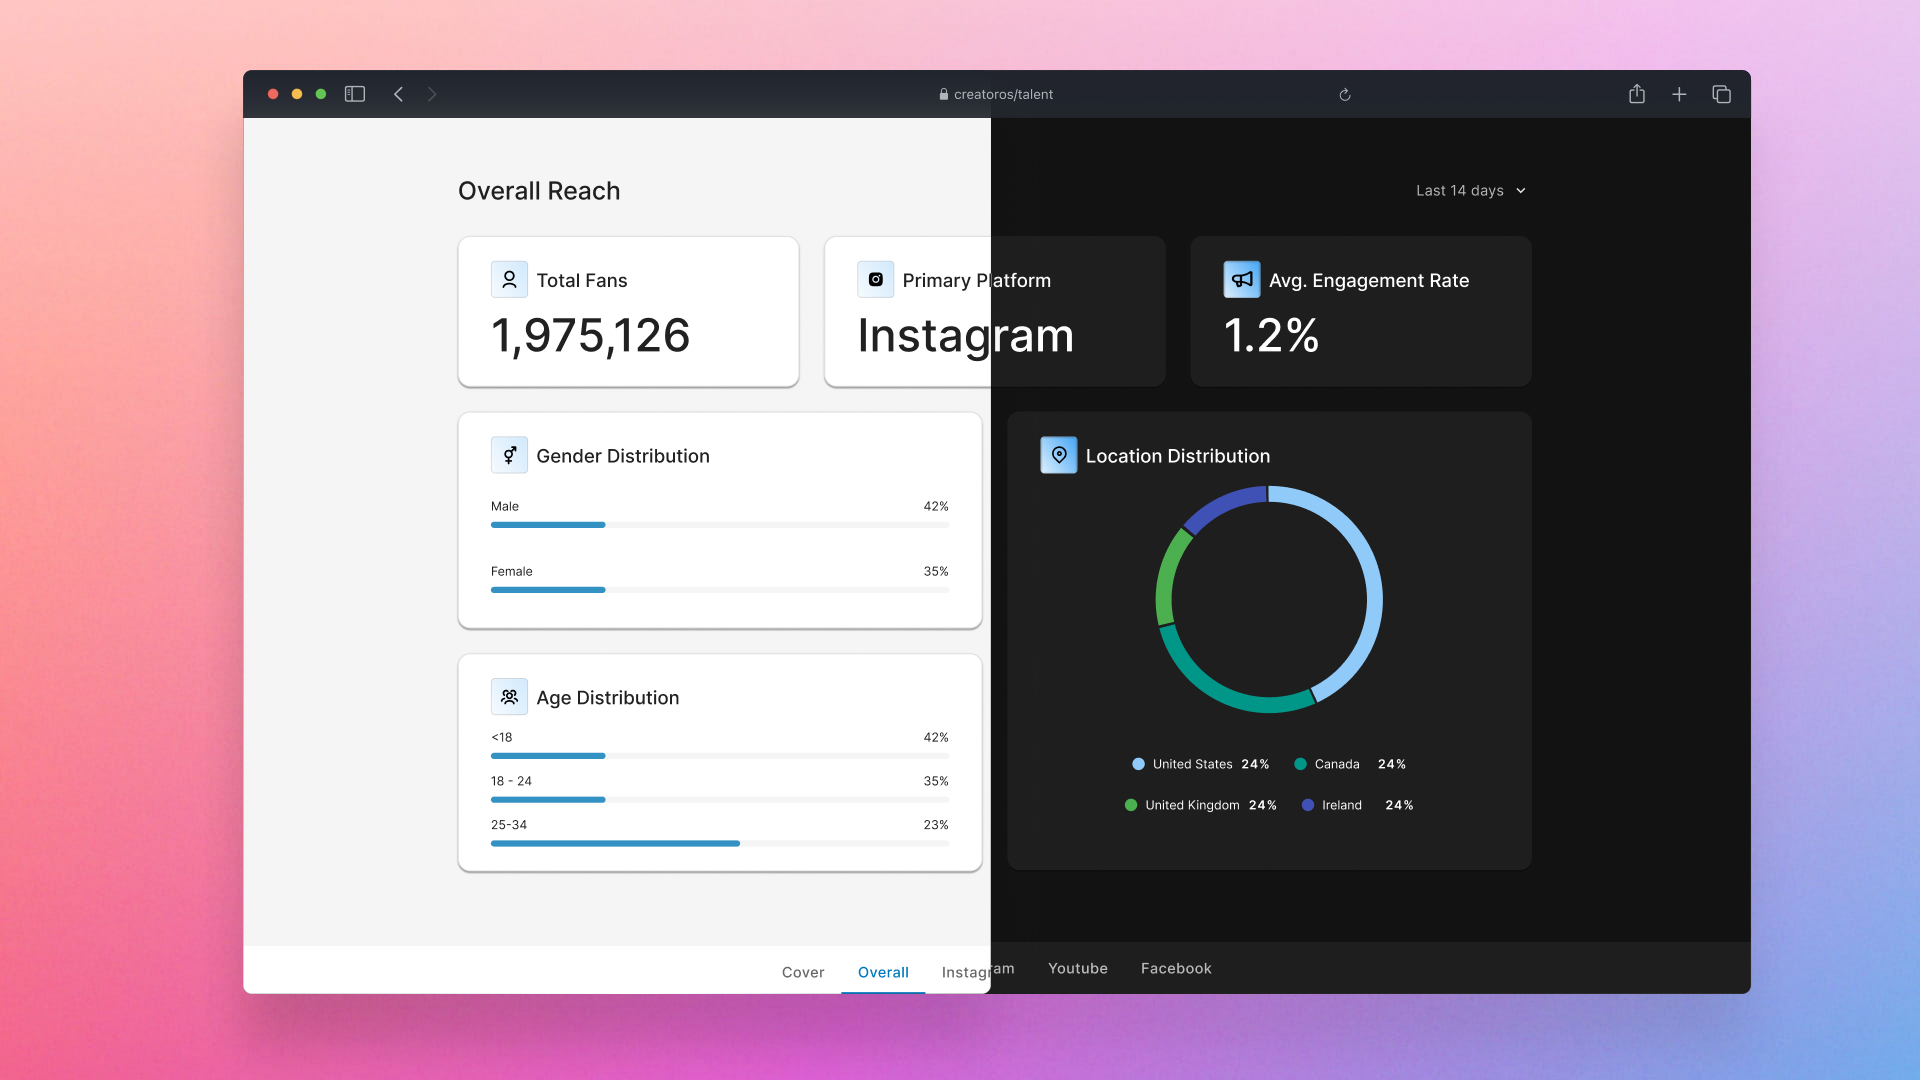 creatoros/talent
Overall Reach
Last 14 days
Total Fans
1,975,126
Primary Platform
Instagram
Avg. Engagement Rate
1.2%
Gender Distribution
Male 42%
Female 35%
Age Distribution
<18 42%
18 - 24 35%
25-34 23%
Location Distribution
United States 24% Canada 24%
United Kingdom 24% Ireland 24%
Cover Overall Instagram Youtube Facebook